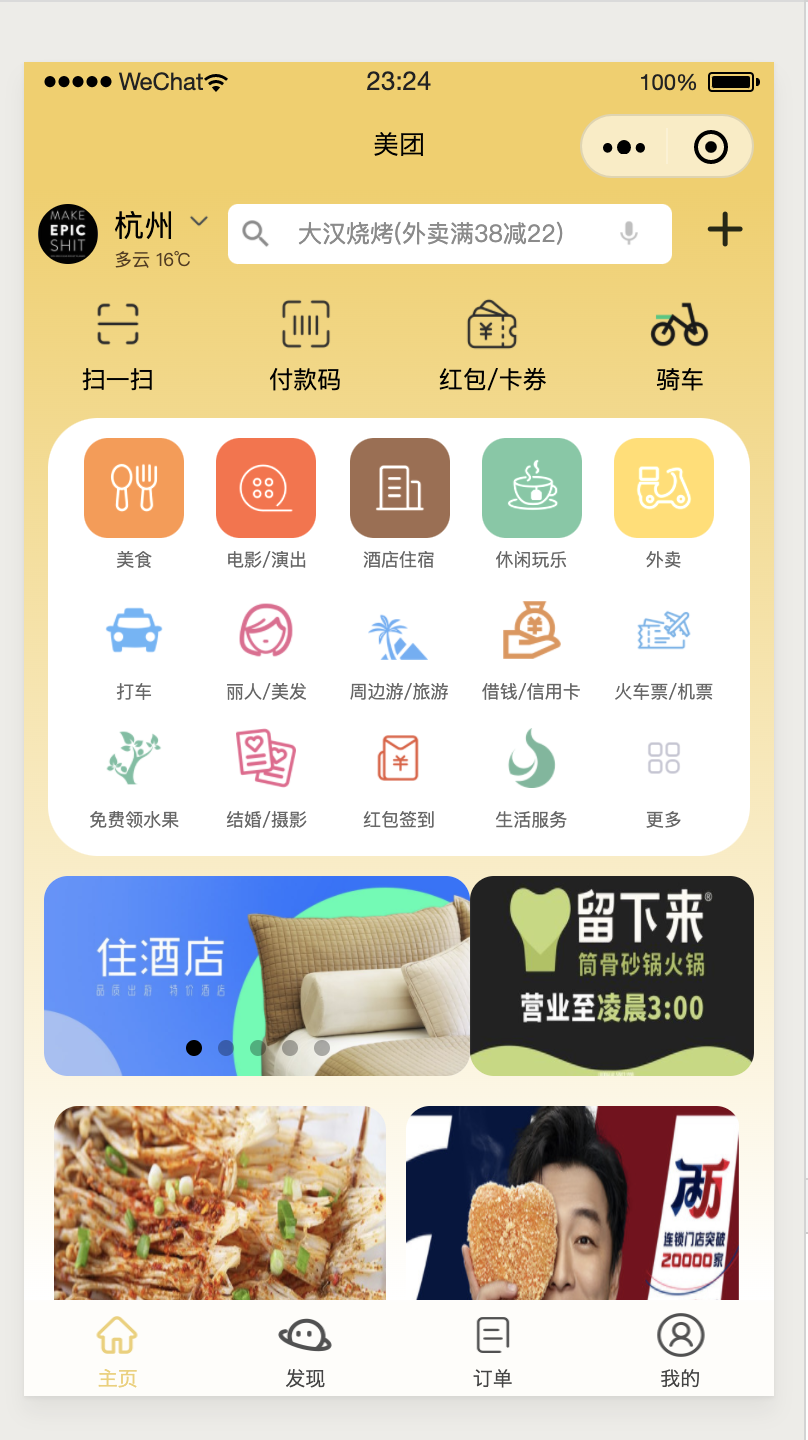 WeChat 23:24 100%
美团
MAKE
EPIC
SHIT
杭州
多云 16℃
大汉烧烤(外卖满38减22)
扫一扫 付款码 红包/卡券 骑车
美食 电影/演出 酒店住宿 休闲玩乐 外卖
打车 丽人/美发 周边游/旅游 借钱/信用卡 火车票/机票
免费领水果 结婚/摄影 红包签到 生活服务 更多
住酒店
品质出游 特价酒店
留下来®
筒骨砂锅火锅
营业至凌晨3:00
两万
连锁门店突破
20000家
主页 发现 订单 我的